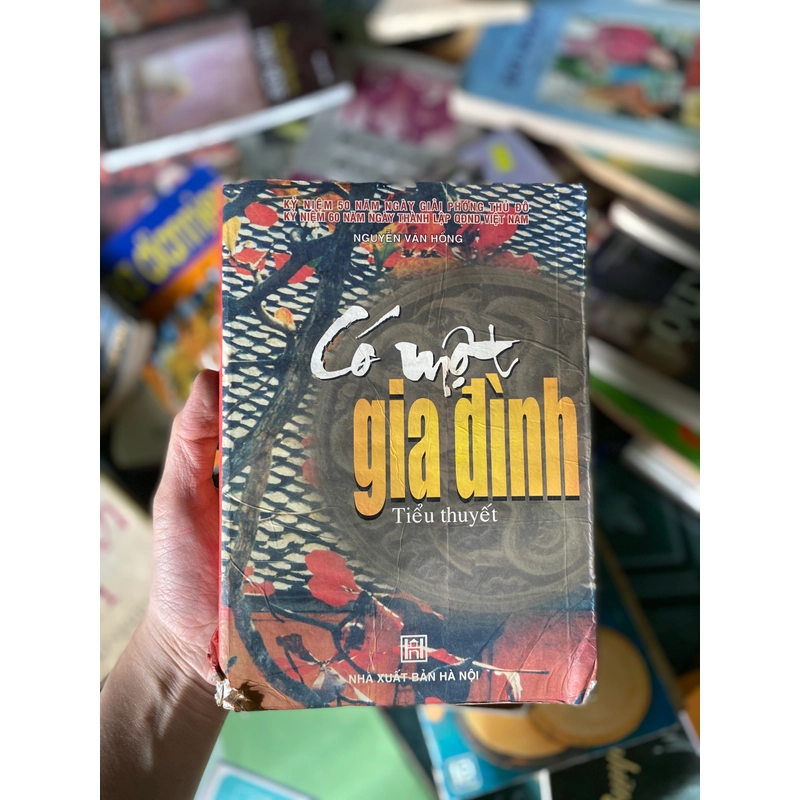 KỶ NIỆM 50 NĂM NGÀY GIẢI PHÓNG THỦ ĐÔ
KỶ NIỆM 60 NĂM NGÀY THÀNH LẬP QĐND VIỆT NAM
NGUYỄN VĂN HỒNG
Có một
gia đình
Tiểu thuyết
NHÀ XUẤT BẢN HÀ NỘI